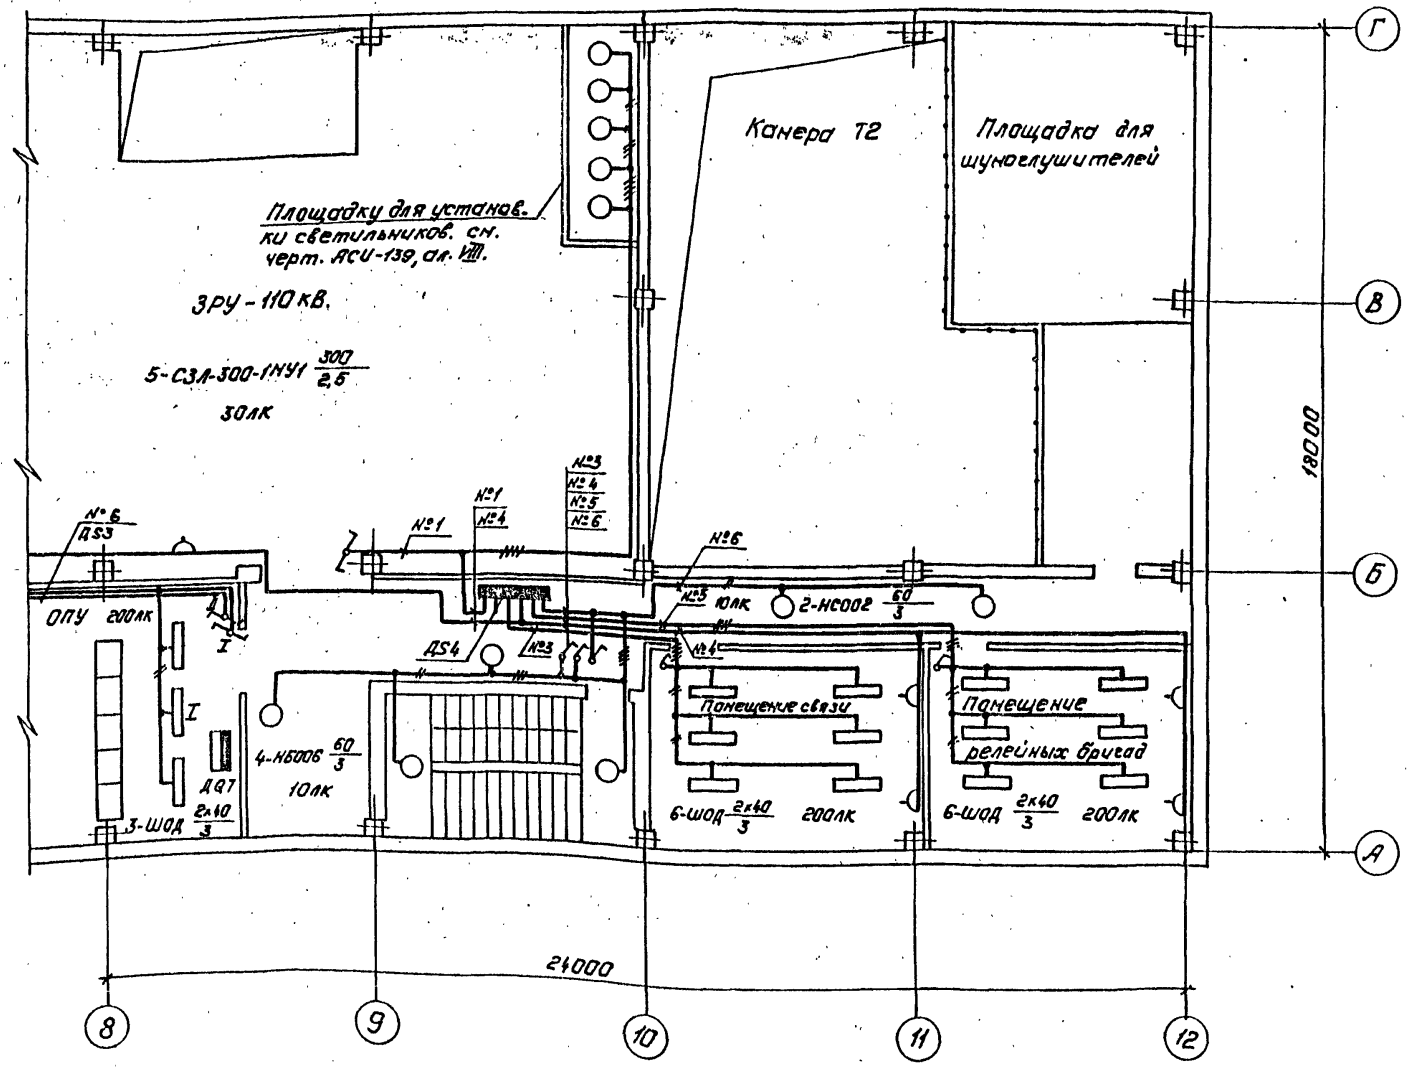 Г
Камера Т2
Площадка для
шумоглушителей
Площадку для установ-
ки светильников. см.
черт. АСИ-139, ал. VIII.
ЗРУ-110 кВ.
В
5-СЗЛ-300-1МУ1 300/2,5
30лк
18000
№1
№4
№3
№4
№5
№6
№6
ДS3
№1
№6
Б
ОПУ 200лк
I
I
ДS4
№3
№5
10лк
2-НСО02 60/3
№4
Помещение связи
Помещение
релейных бригад
I
ДQ7
3-ШОД 2х40/3
4-НБ006 60/3
10лк
6-ШОД 2х40/3 200лк
6-ШОД 2х40/3 200лк
А
24000
8
9
10
11
12